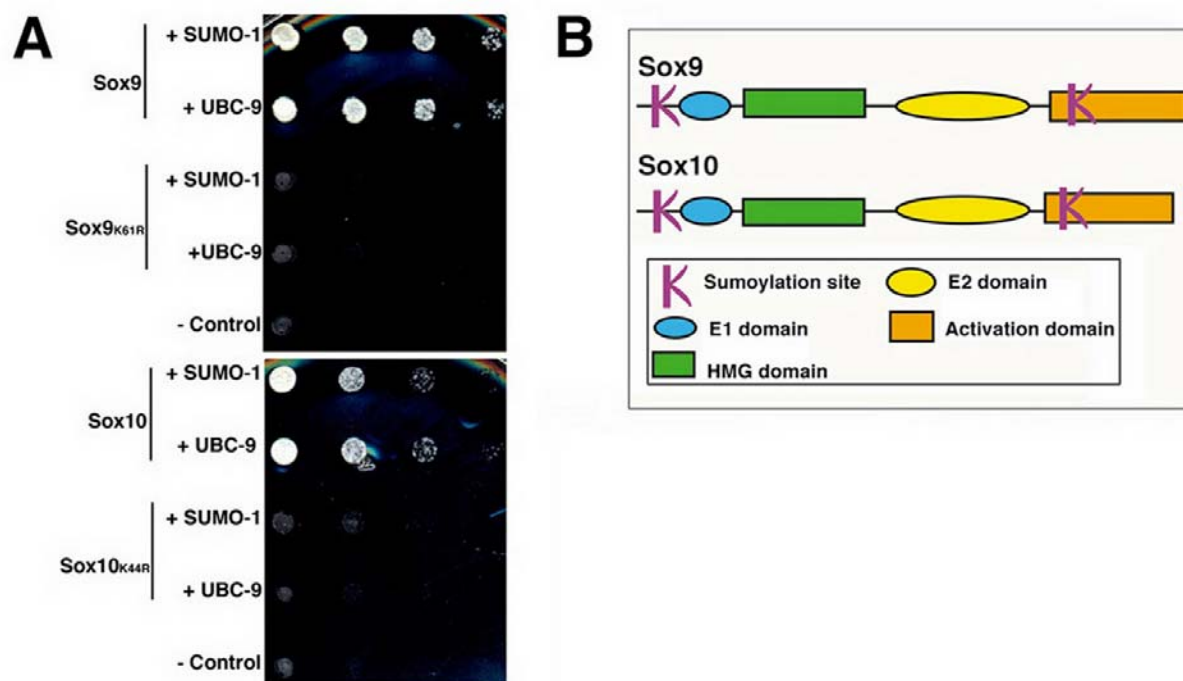 A
Sox9
+ SUMO-1
+ UBC-9
Sox9K61R
+ SUMO-1
+UBC-9
- Control
Sox10
+ SUMO-1
+ UBC-9
Sox10K44R
+ SUMO-1
+ UBC-9
- Control
B
Sox9
K K
Sox10
K K
K Sumoylation site
E2 domain
E1 domain
Activation domain
HMG domain